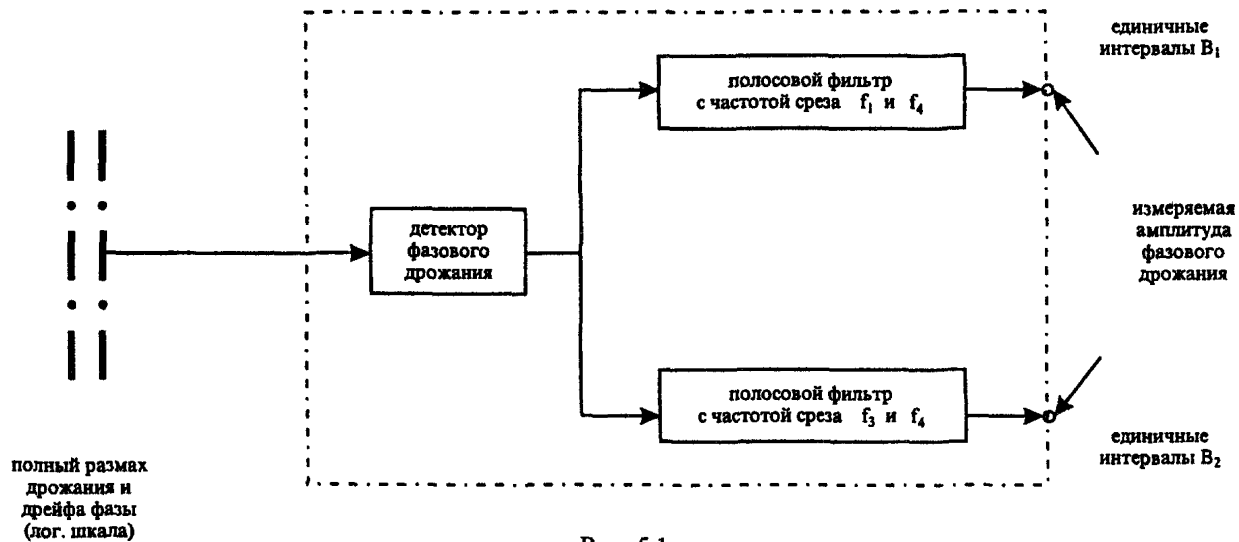 единичные
интервалы B₁
полосовой фильтр
с частотой среза f₁ и f₄
детектор
фазового
дрожания
измеряемая
амплитуда
фазового
дрожания
полосовой фильтр
с частотой среза f₃ и f₄
единичные
интервалы B₂
полный размах
дрожания и
дрейфа фазы
(лог. шкала)